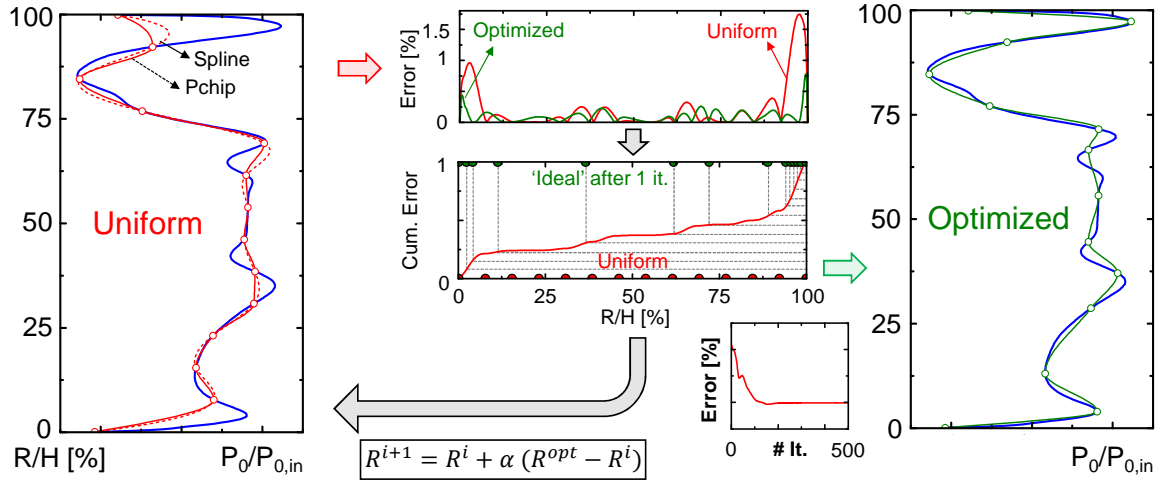 100
75
50
25
0
Spline
Pchip
Uniform
R/H [%]
P0/P0,in
Error [%]
1.5
1
0
Optimized
Uniform
Cum. Error
1
0
'Ideal' after 1 it.
Uniform
0 25 50 75 100
R/H [%]
Error [%]
0 500
# It.
R^{i+1} = R^i + α (R^{opt} − R^i)
100
75
50
25
0
Optimized
P0/P0,in